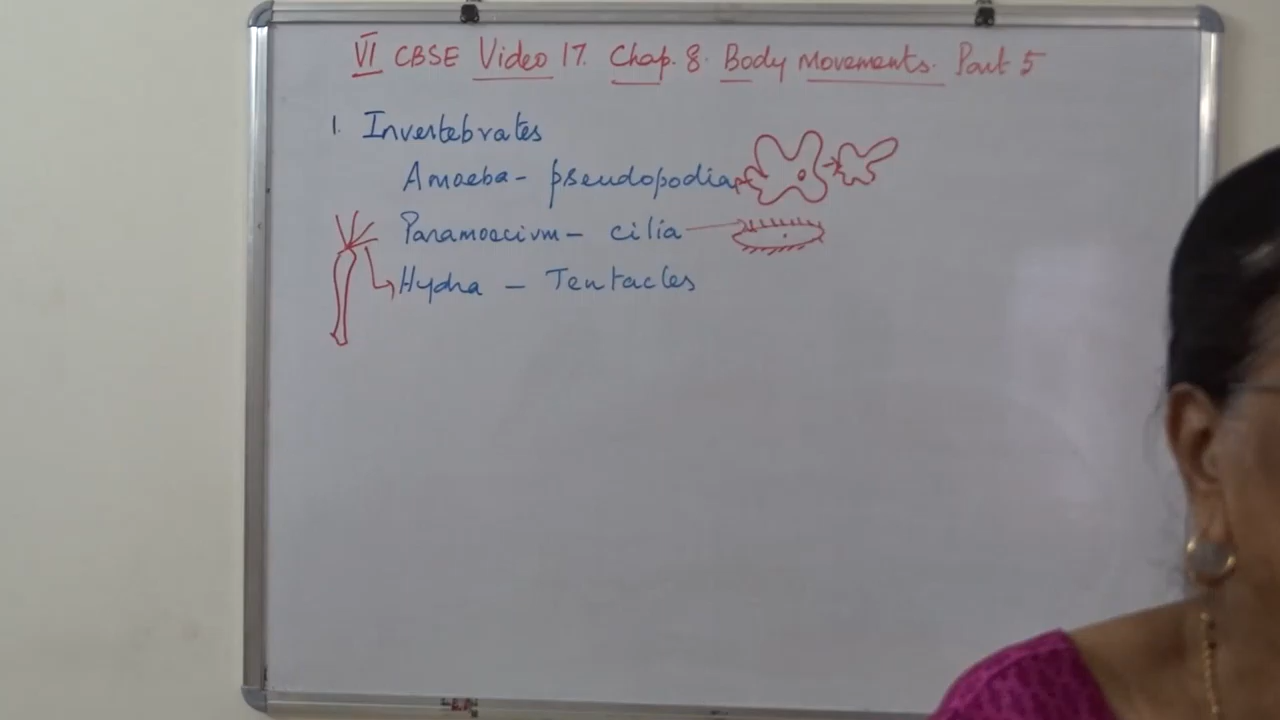 VI CBSE Video 17. Chap. 8. Body Movements. Part 5
1. Invertebrates
Amoeba - pseudopodia
Paramoecium - cilia
Hydra - Tentacles